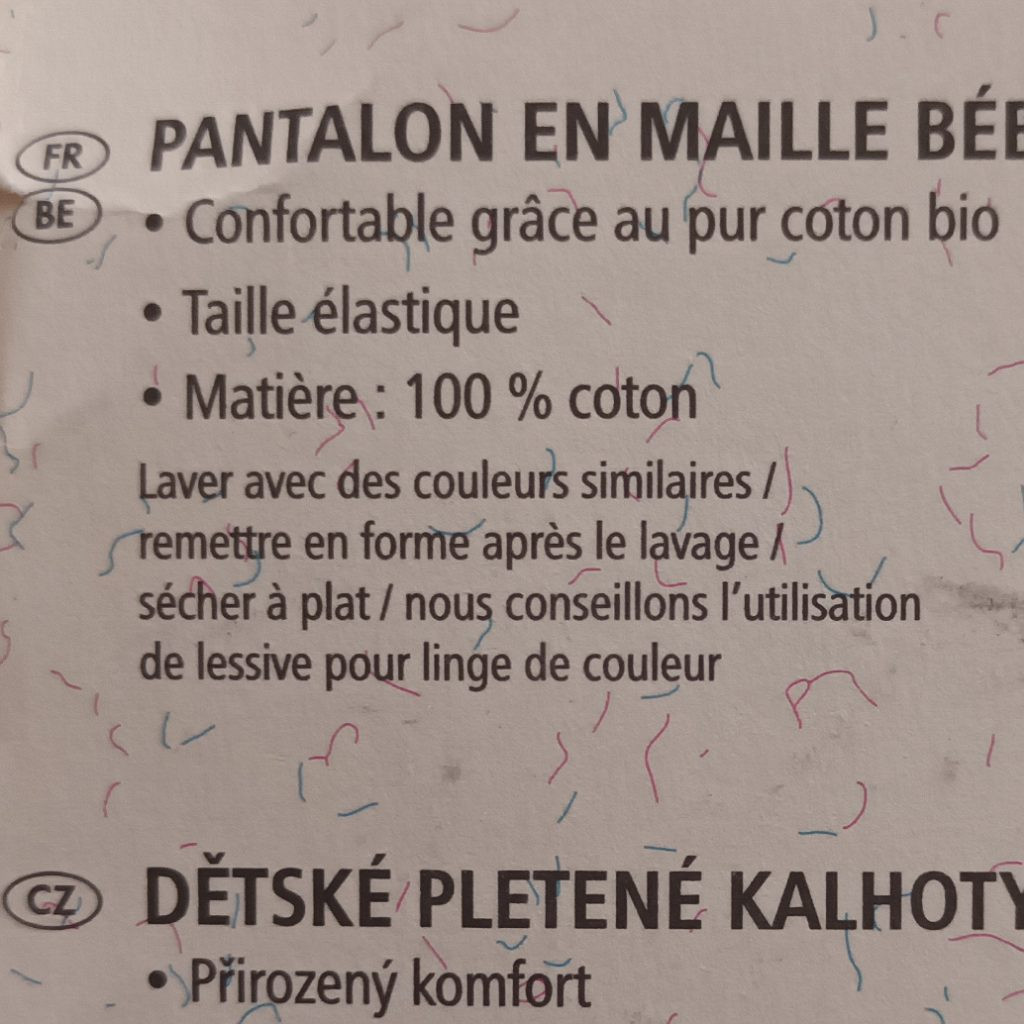 FR PANTALON EN MAILLE BÉB
BE • Confortable grâce au pur coton bio
• Taille élastique
• Matière : 100 % coton
Laver avec des couleurs similaires /
remettre en forme après le lavage /
sécher à plat / nous conseillons l'utilisation
de lessive pour linge de couleur
CZ DĚTSKÉ PLETENÉ KALHOTY
• Přirozený komfort